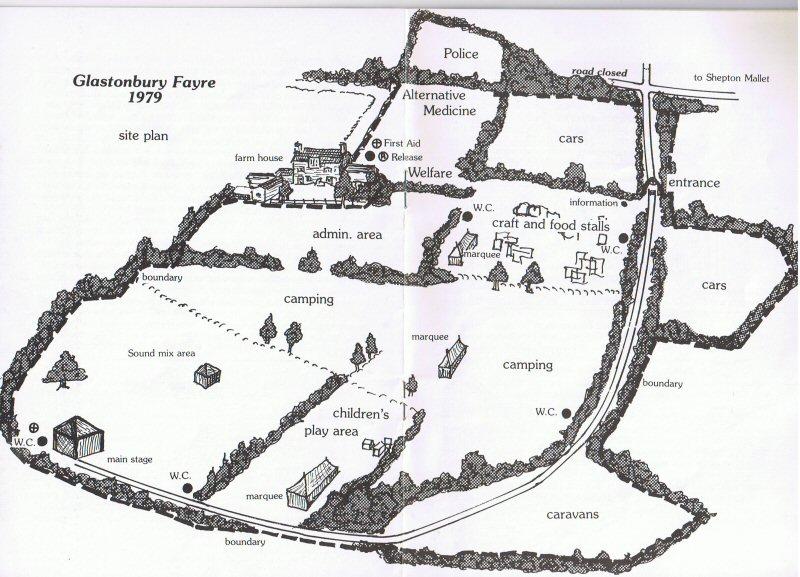 Police
road closed
to Shepton Mallet
Glastonbury Fayre
1979
Alternative
Medicine
site plan
cars
First Aid
R Release
farm house
Welfare
entrance
information
W.C.
craft and food stalls
admin. area
W.C.
marquee
boundary
cars
camping
marquee
Sound mix area
camping
boundary
children's
play area
W.C.
W.C.
main stage
W.C.
marquee
caravans
boundary